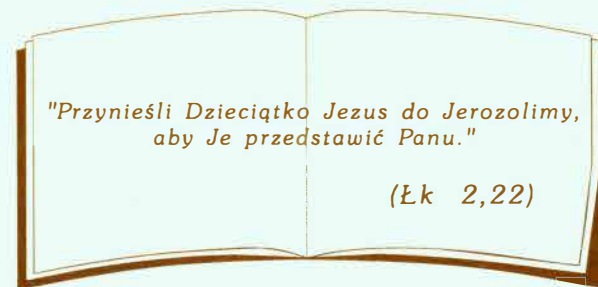 "Przynieśli Dzieciątko Jezus do Jerozolimy,
aby Je przedstawić Panu."
(Łk 2,22)